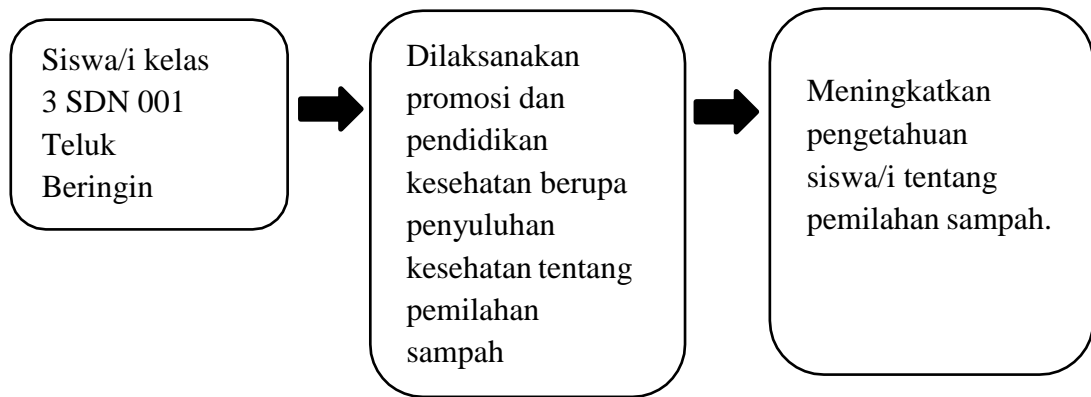 Siswa/i kelas
3 SDN 001
Teluk
Beringin
Dilaksanakan
promosi dan
pendidikan
kesehatan berupa
penyuluhan
kesehatan tentang
pemilahan
sampah
Meningkatkan
pengetahuan
siswa/i tentang
pemilahan sampah.